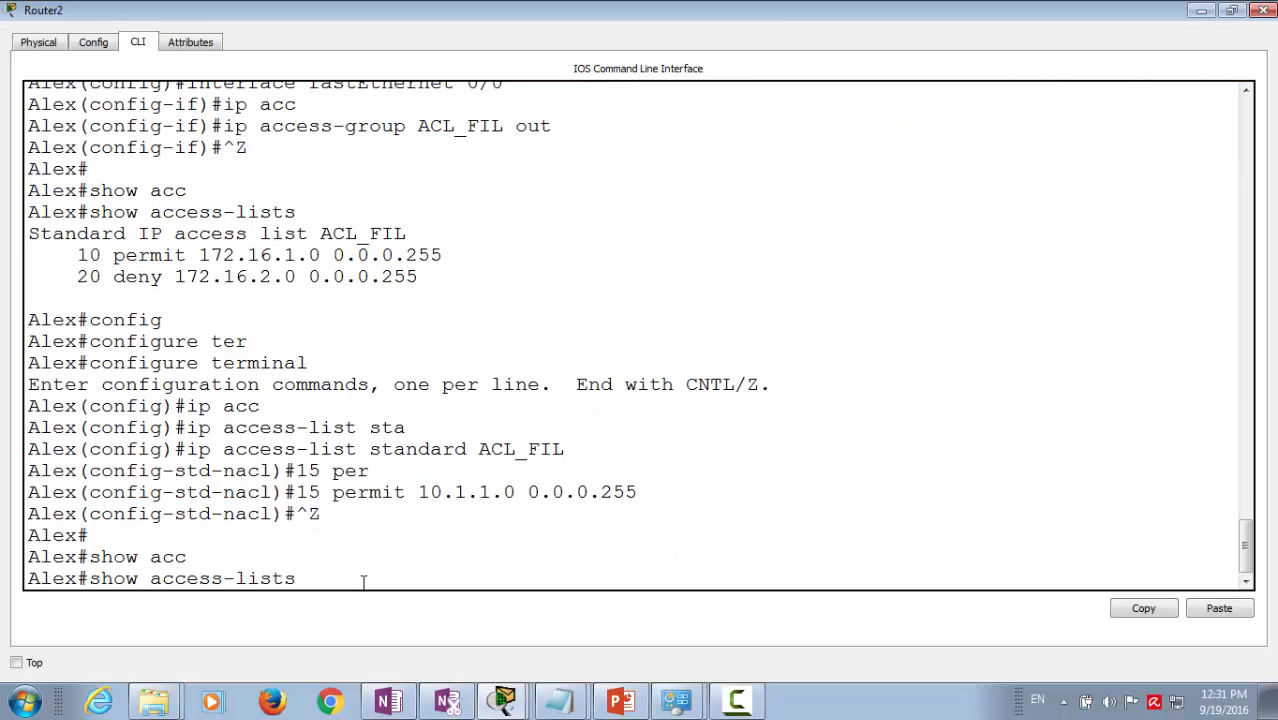 Router2
Physical Config CLI Attributes
IOS Command Line Interface
Alex(config)#interface fastEthernet 0/0
Alex(config-if)#ip acc
Alex(config-if)#ip access-group ACL_FIL out
Alex(config-if)#^Z
Alex#
Alex#show acc
Alex#show access-lists
Standard IP access list ACL_FIL
10 permit 172.16.1.0 0.0.0.255
20 deny 172.16.2.0 0.0.0.255
Alex#config
Alex#configure ter
Alex#configure terminal
Enter configuration commands, one per line. End with CNTL/Z.
Alex(config)#ip acc
Alex(config)#ip access-list sta
Alex(config)#ip access-list standard ACL_FIL
Alex(config-std-nacl)#15 per
Alex(config-std-nacl)#15 permit 10.1.1.0 0.0.0.255
Alex(config-std-nacl)#^Z
Alex#
Alex#show acc
Alex#show access-lists
Copy Paste
Top
EN 12:31 PM
9/19/2016